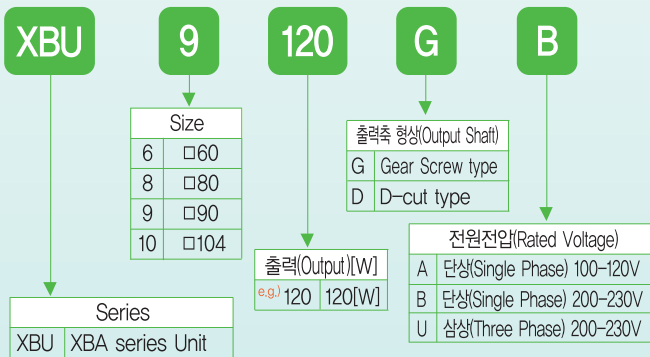 XBU 9 120 G B
Size
6 □60
8 □80
9 □90
10 □104
출력축 형상(Output Shaft)
G Gear Screw type
D D-cut type
출력(Output)[W]
e.g.) 120 120[W]
전원전압(Rated Voltage)
A 단상(Single Phase) 100-120V
B 단상(Single Phase) 200-230V
U 삼상(Three Phase) 200-230V
Series
XBU XBA series Unit